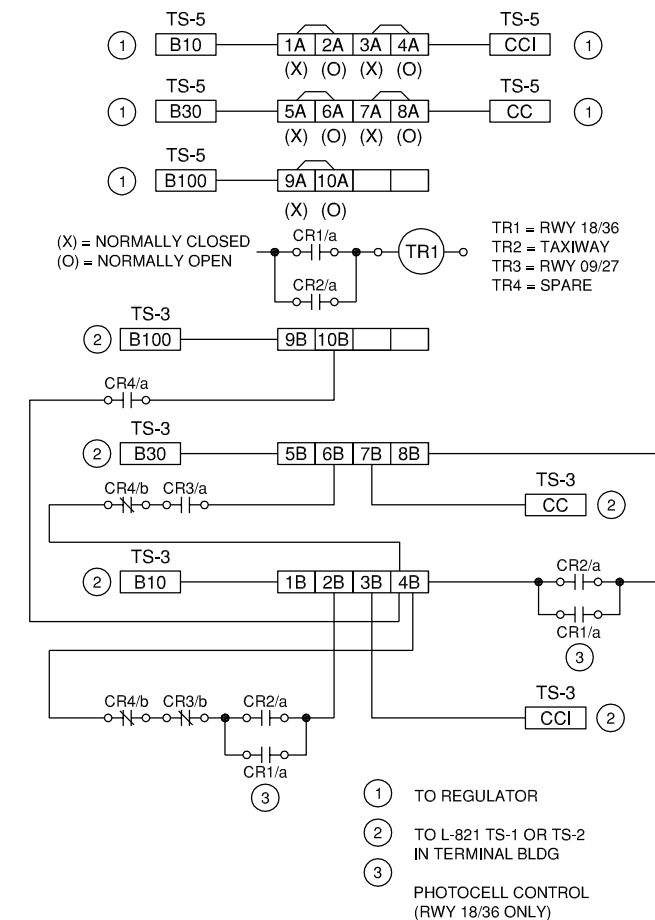 TS-5 TS-5
1 B10 1A 2A 3A 4A CCI 1
(X) (O) (X) (O)
TS-5 TS-5
1 B30 5A 6A 7A 8A CC 1
(X) (O) (X) (O)
TS-5
1 B100 9A 10A
(X) (O)
(X) = NORMALLY CLOSED
(O) = NORMALLY OPEN
CR1/a
TR1
CR2/a
TR1 = RWY 18/36
TR2 = TAXIWAY
TR3 = RWY 09/27
TR4 = SPARE
TS-3
2 B100 9B 10B
CR4/a
TS-3
2 B30 5B 6B 7B 8B
CR4/b CR3/a
TS-3
CC 2
TS-3
2 B10 1B 2B 3B 4B
CR2/a
CR1/a
3
CR4/b CR3/b CR2/a
CR1/a
3
TS-3
CCI 2
1 TO REGULATOR
2 TO L-821 TS-1 OR TS-2
IN TERMINAL BLDG
3
PHOTOCELL CONTROL
(RWY 18/36 ONLY)